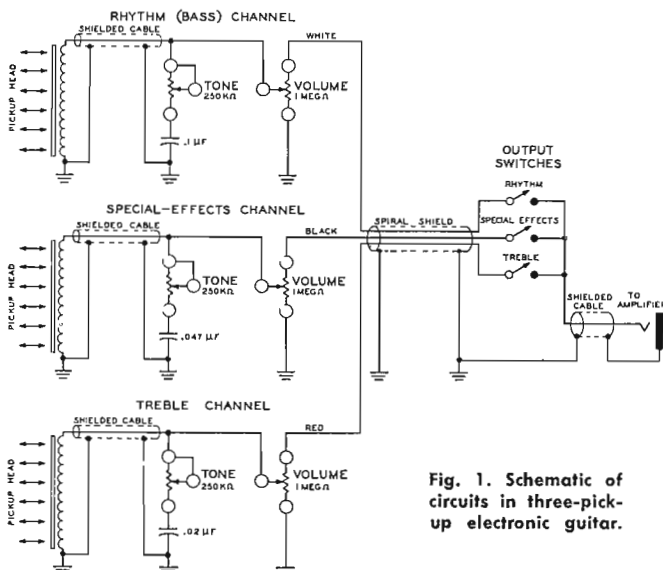 RHYTHM (BASS) CHANNEL
SHIELDED CABLE
WHITE
PICKUP HEAD
TONE
250KΩ
VOLUME
1 MEGΩ
.1 μF
OUTPUT
SWITCHES
RHYTHM
SPECIAL EFFECTS
TREBLE
SPECIAL-EFFECTS CHANNEL
SHIELDED CABLE
BLACK
SPIRAL SHIELD
PICKUP HEAD
TONE
250KΩ
VOLUME
1 MEGΩ
.047 μF
SHIELDED
CABLE
TO
AMPLIFIER
TREBLE CHANNEL
SHIELDED CABLE
RED
PICKUP HEAD
TONE
250KΩ
VOLUME
1 MEGΩ
.02 μF
Fig. 1. Schematic of
circuits in three-pick-
up electronic guitar.